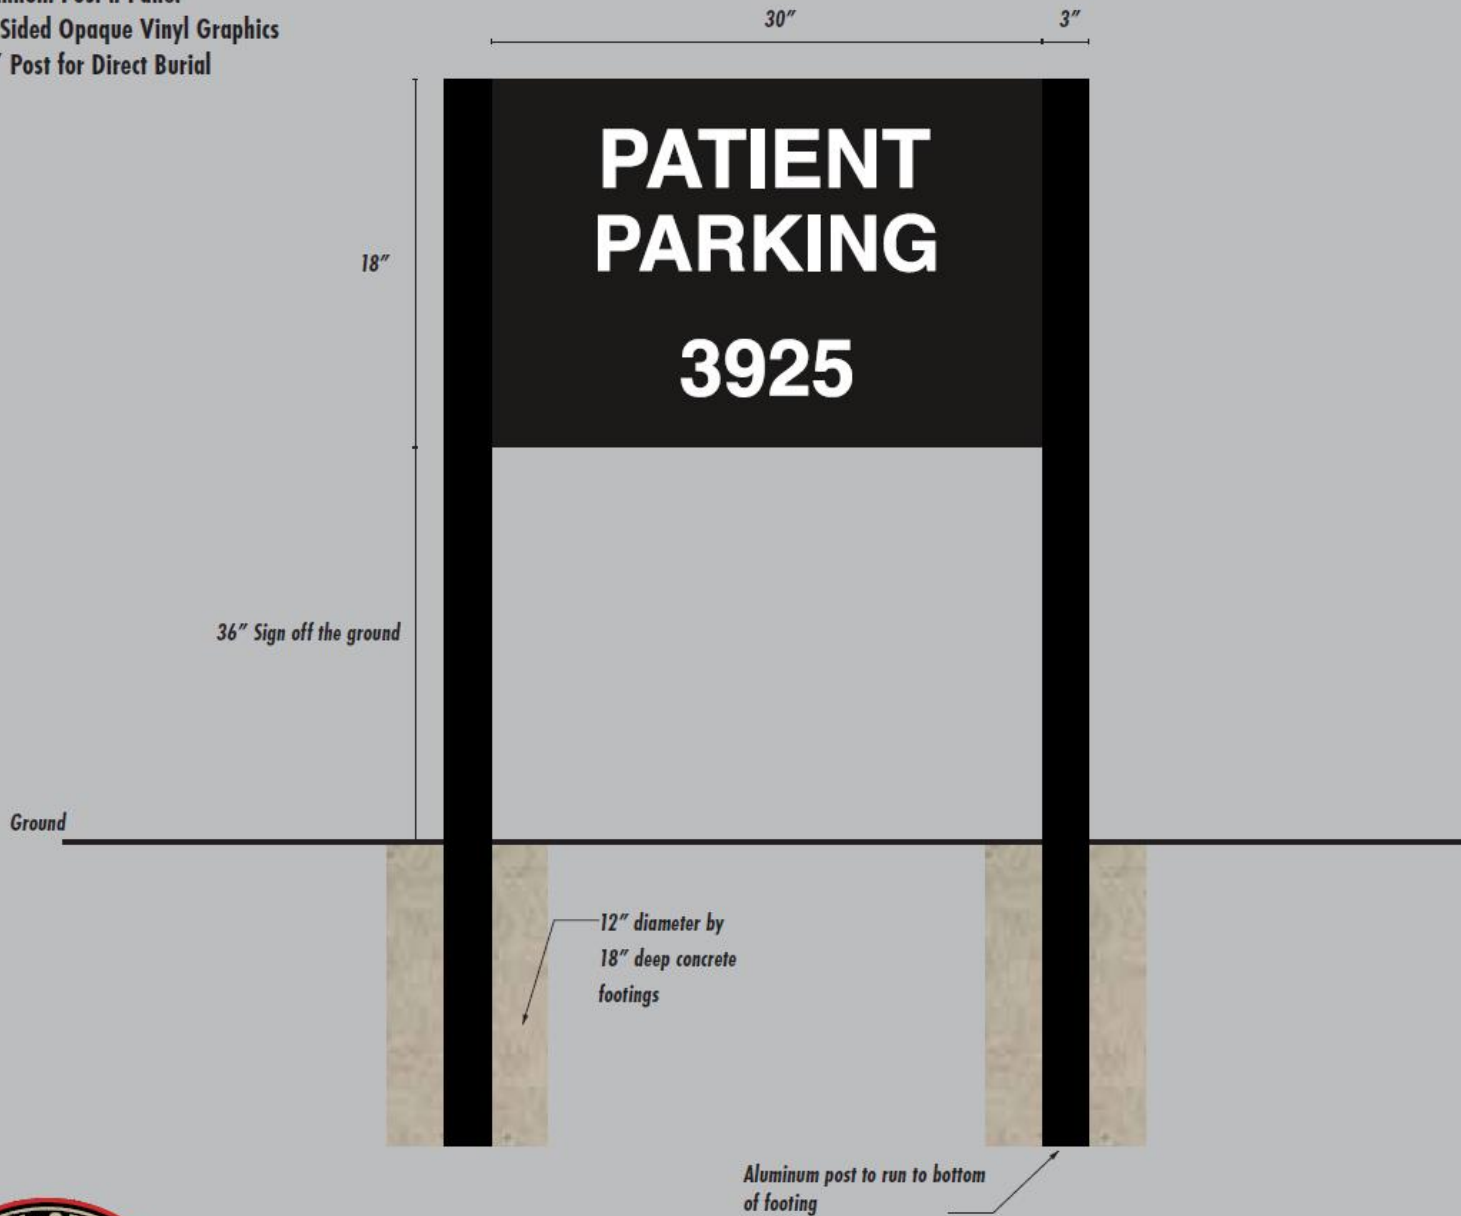 Sided Opaque Vinyl Graphics
Post for Direct Burial
30″
3″
PATIENT
PARKING
18″
3925
36″ Sign off the ground
Ground
12″ diameter by
18″ deep concrete
footings
Aluminum post to run to bottom
of footing